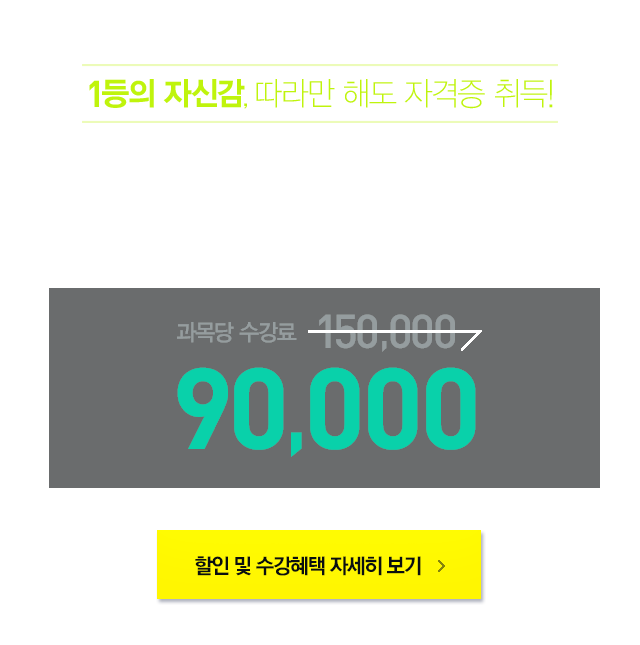 1등의 자신감, 따라만 해도 자격증 취득!
과목당 수강료 150,000
90,000
할인 및 수강혜택 자세히 보기 >